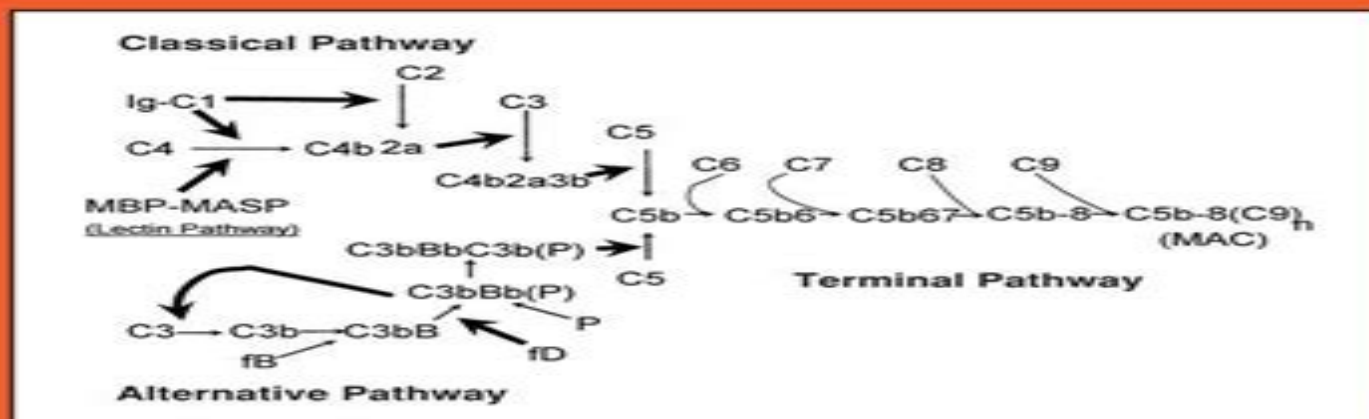 Classical Pathway
C2
Ig-C1
C3
C4
C4b 2a
C5
C4b2a3b
C6
C7
C8
C9
MBP-MASP
(Lectin Pathway)
C5b
C5b6
C5b67
C5b-8
C5b-8(C9)n
(MAC)
C3bBbC3b(P)
C5
Terminal Pathway
C3bBb(P)
C3
C3b
C3bB
P
fB
fD
Alternative Pathway